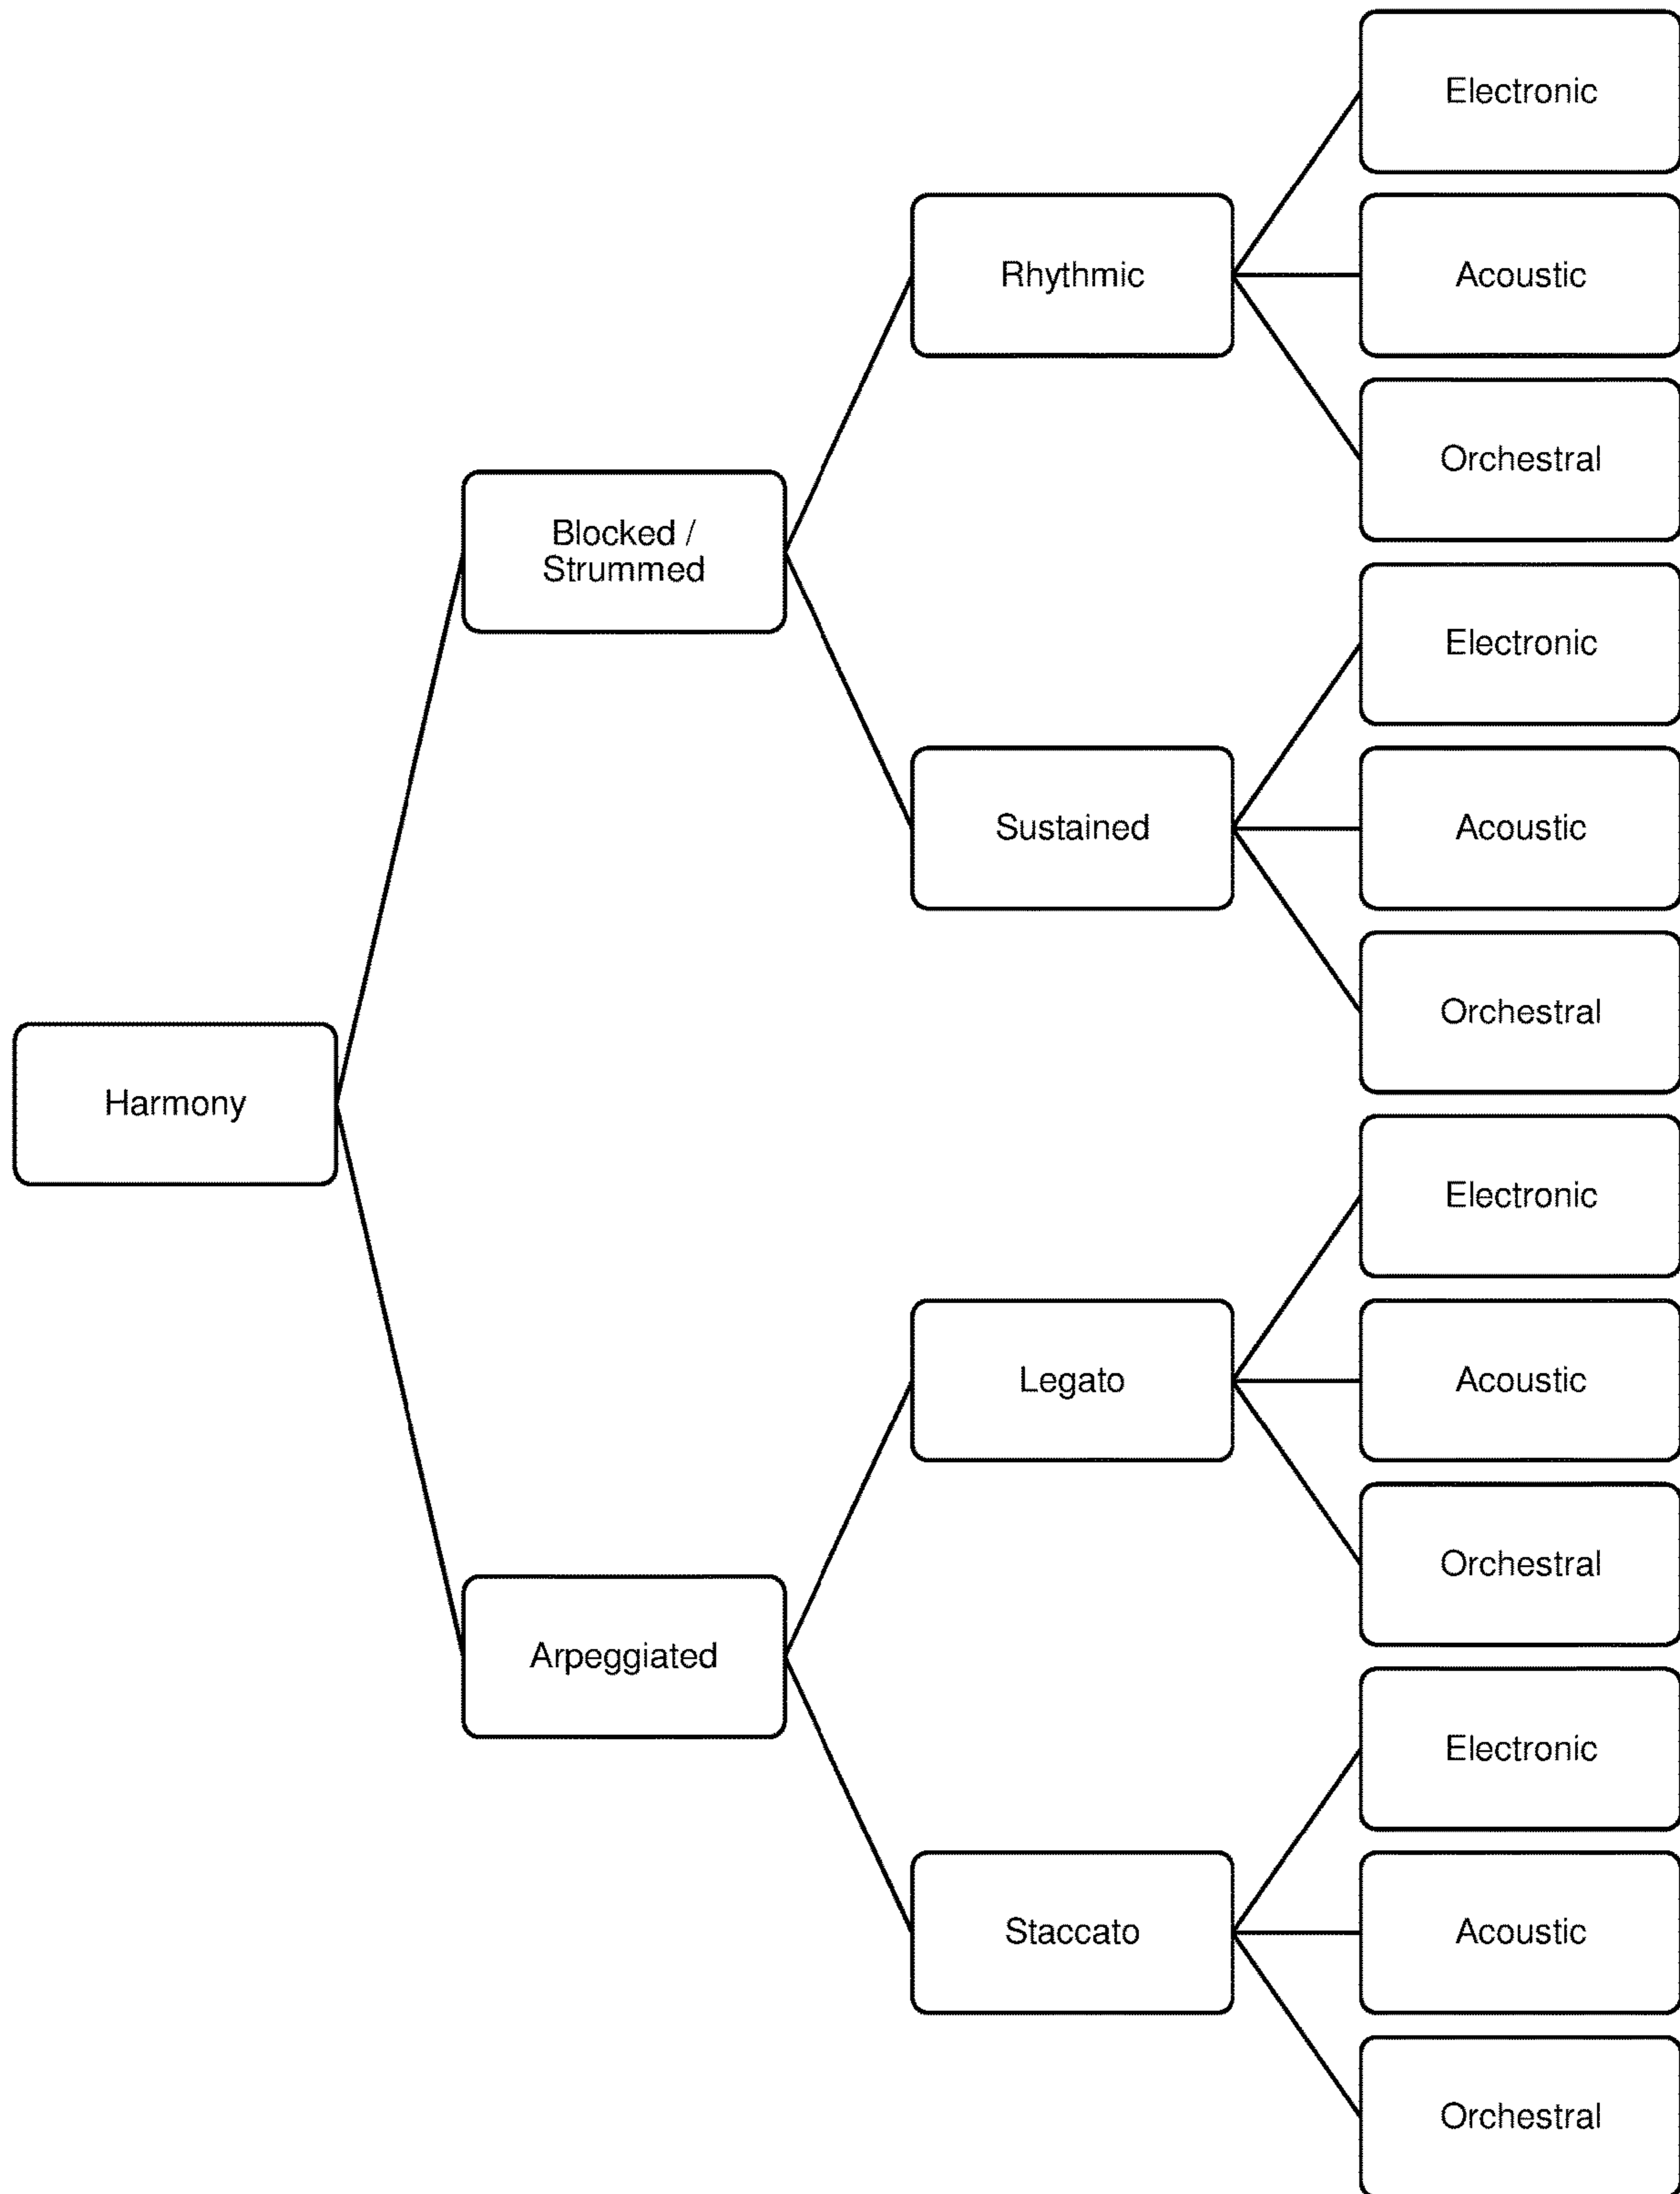 Harmony
Blocked /
Strummed
Arpeggiated
Rhythmic
Sustained
Legato
Staccato
Electronic
Acoustic
Orchestral
Electronic
Acoustic
Orchestral
Electronic
Acoustic
Orchestral
Electronic
Acoustic
Orchestral